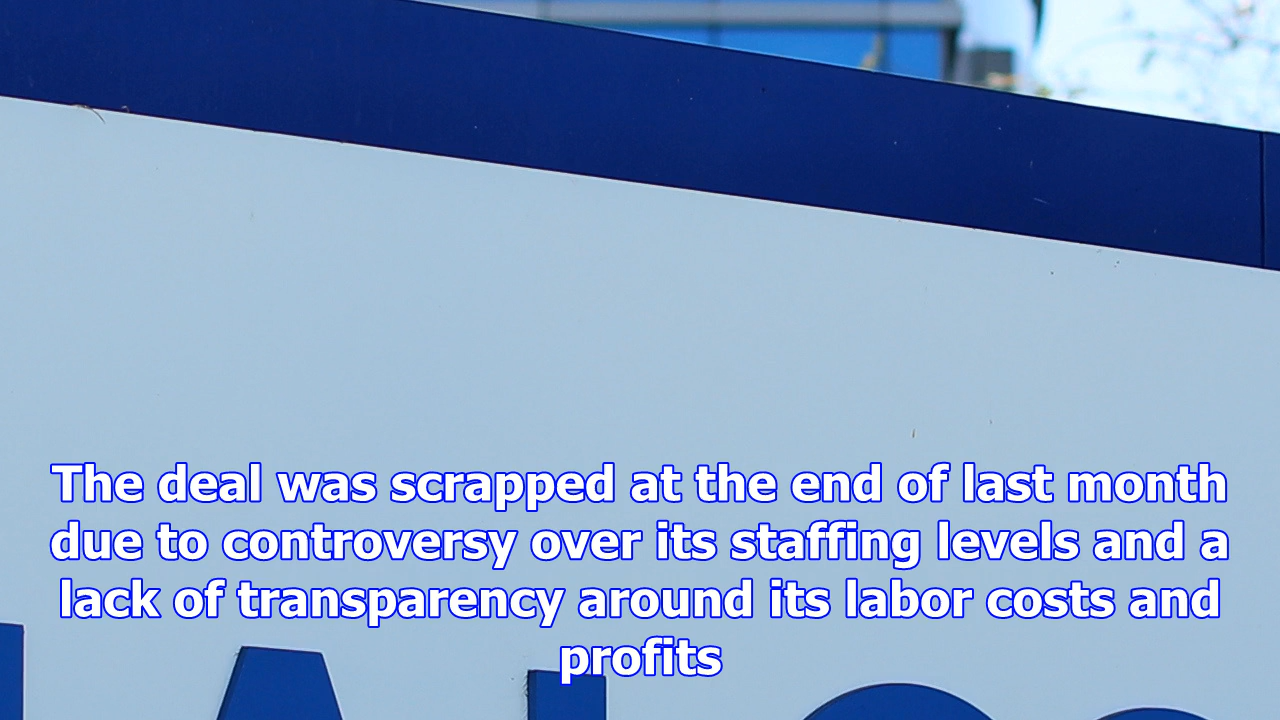 The deal was scrapped at the end of last month
due to controversy over its staffing levels and a
lack of transparency around its labor costs and
profits